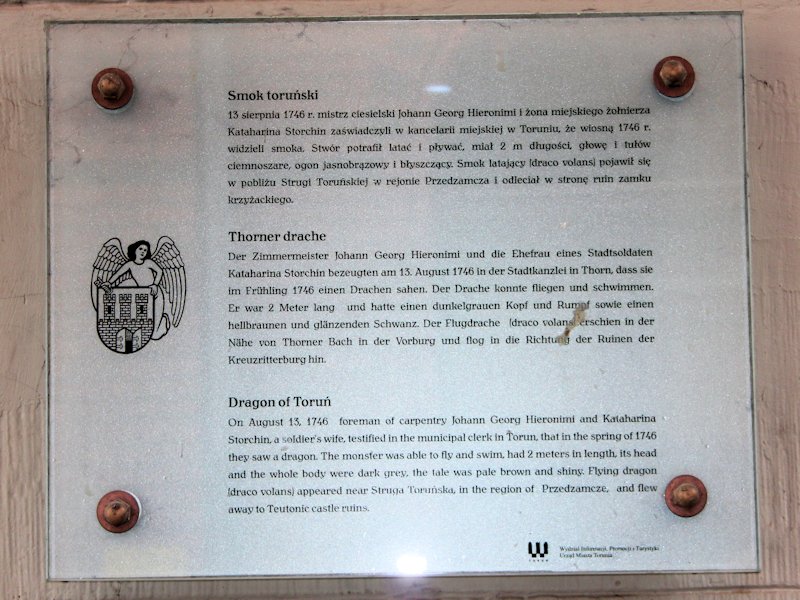 Smok toruński
13 sierpnia 1746 r. mistrz ciesielski Johann Georg Hieronimi i żona miejskiego żołnierza
Kataharina Storchin zaświadczyli w kancelarii miejskiej w Toruniu, że wiosną 1746 r.
widzieli smoka. Stwór potrafił latać i pływać, miał 2 m długości, głowę i tułów
ciemnoszare, ogon jasnobrązowy i błyszczący. Smok latający (draco volans) pojawił się
w pobliżu Strugi Toruńskiej w rejonie Przedzamcza i odleciał w stronę ruin zamku
krzyżackiego.
Thorner drache
Der Zimmermeister Johann Georg Hieronimi und die Ehefrau eines Stadtsoldaten
Kataharina Storchin bezeugten am 13. August 1746 in der Stadtkanzlei in Thorn, dass sie
im Frühling 1746 einen Drachen sahen. Der Drache konnte fliegen und schwimmen.
Er war 2 Meter lang und hatte einen dunkelgrauen Kopf und Rumpf sowie einen
hellbraunen und glänzenden Schwanz. Der Flugdrache (draco volans) erschien in der
Nähe von Thorner Bach in der Vorburg und flog in die Richtung der Ruinen der
Kreuzritterburg hin.
Dragon of Toruń
On August 13, 1746 foreman of carpentry Johann Georg Hieronimi and Kataharina
Storchin, a soldier's wife, testified in the municipal clerk in Torun, that in the spring of 1746
they saw a dragon. The monster was able to fly and swim, had 2 meters in length, its head
and the whole body were dark grey, the tale was pale brown and shiny. Flying dragon
(draco volans) appeared near Struga Toruńska, in the region of Przedzamcze, and flew
away to Teutonic castle ruins.
Wydział Informacji, Promocji i Turystyki
Urząd Miasta Torunia